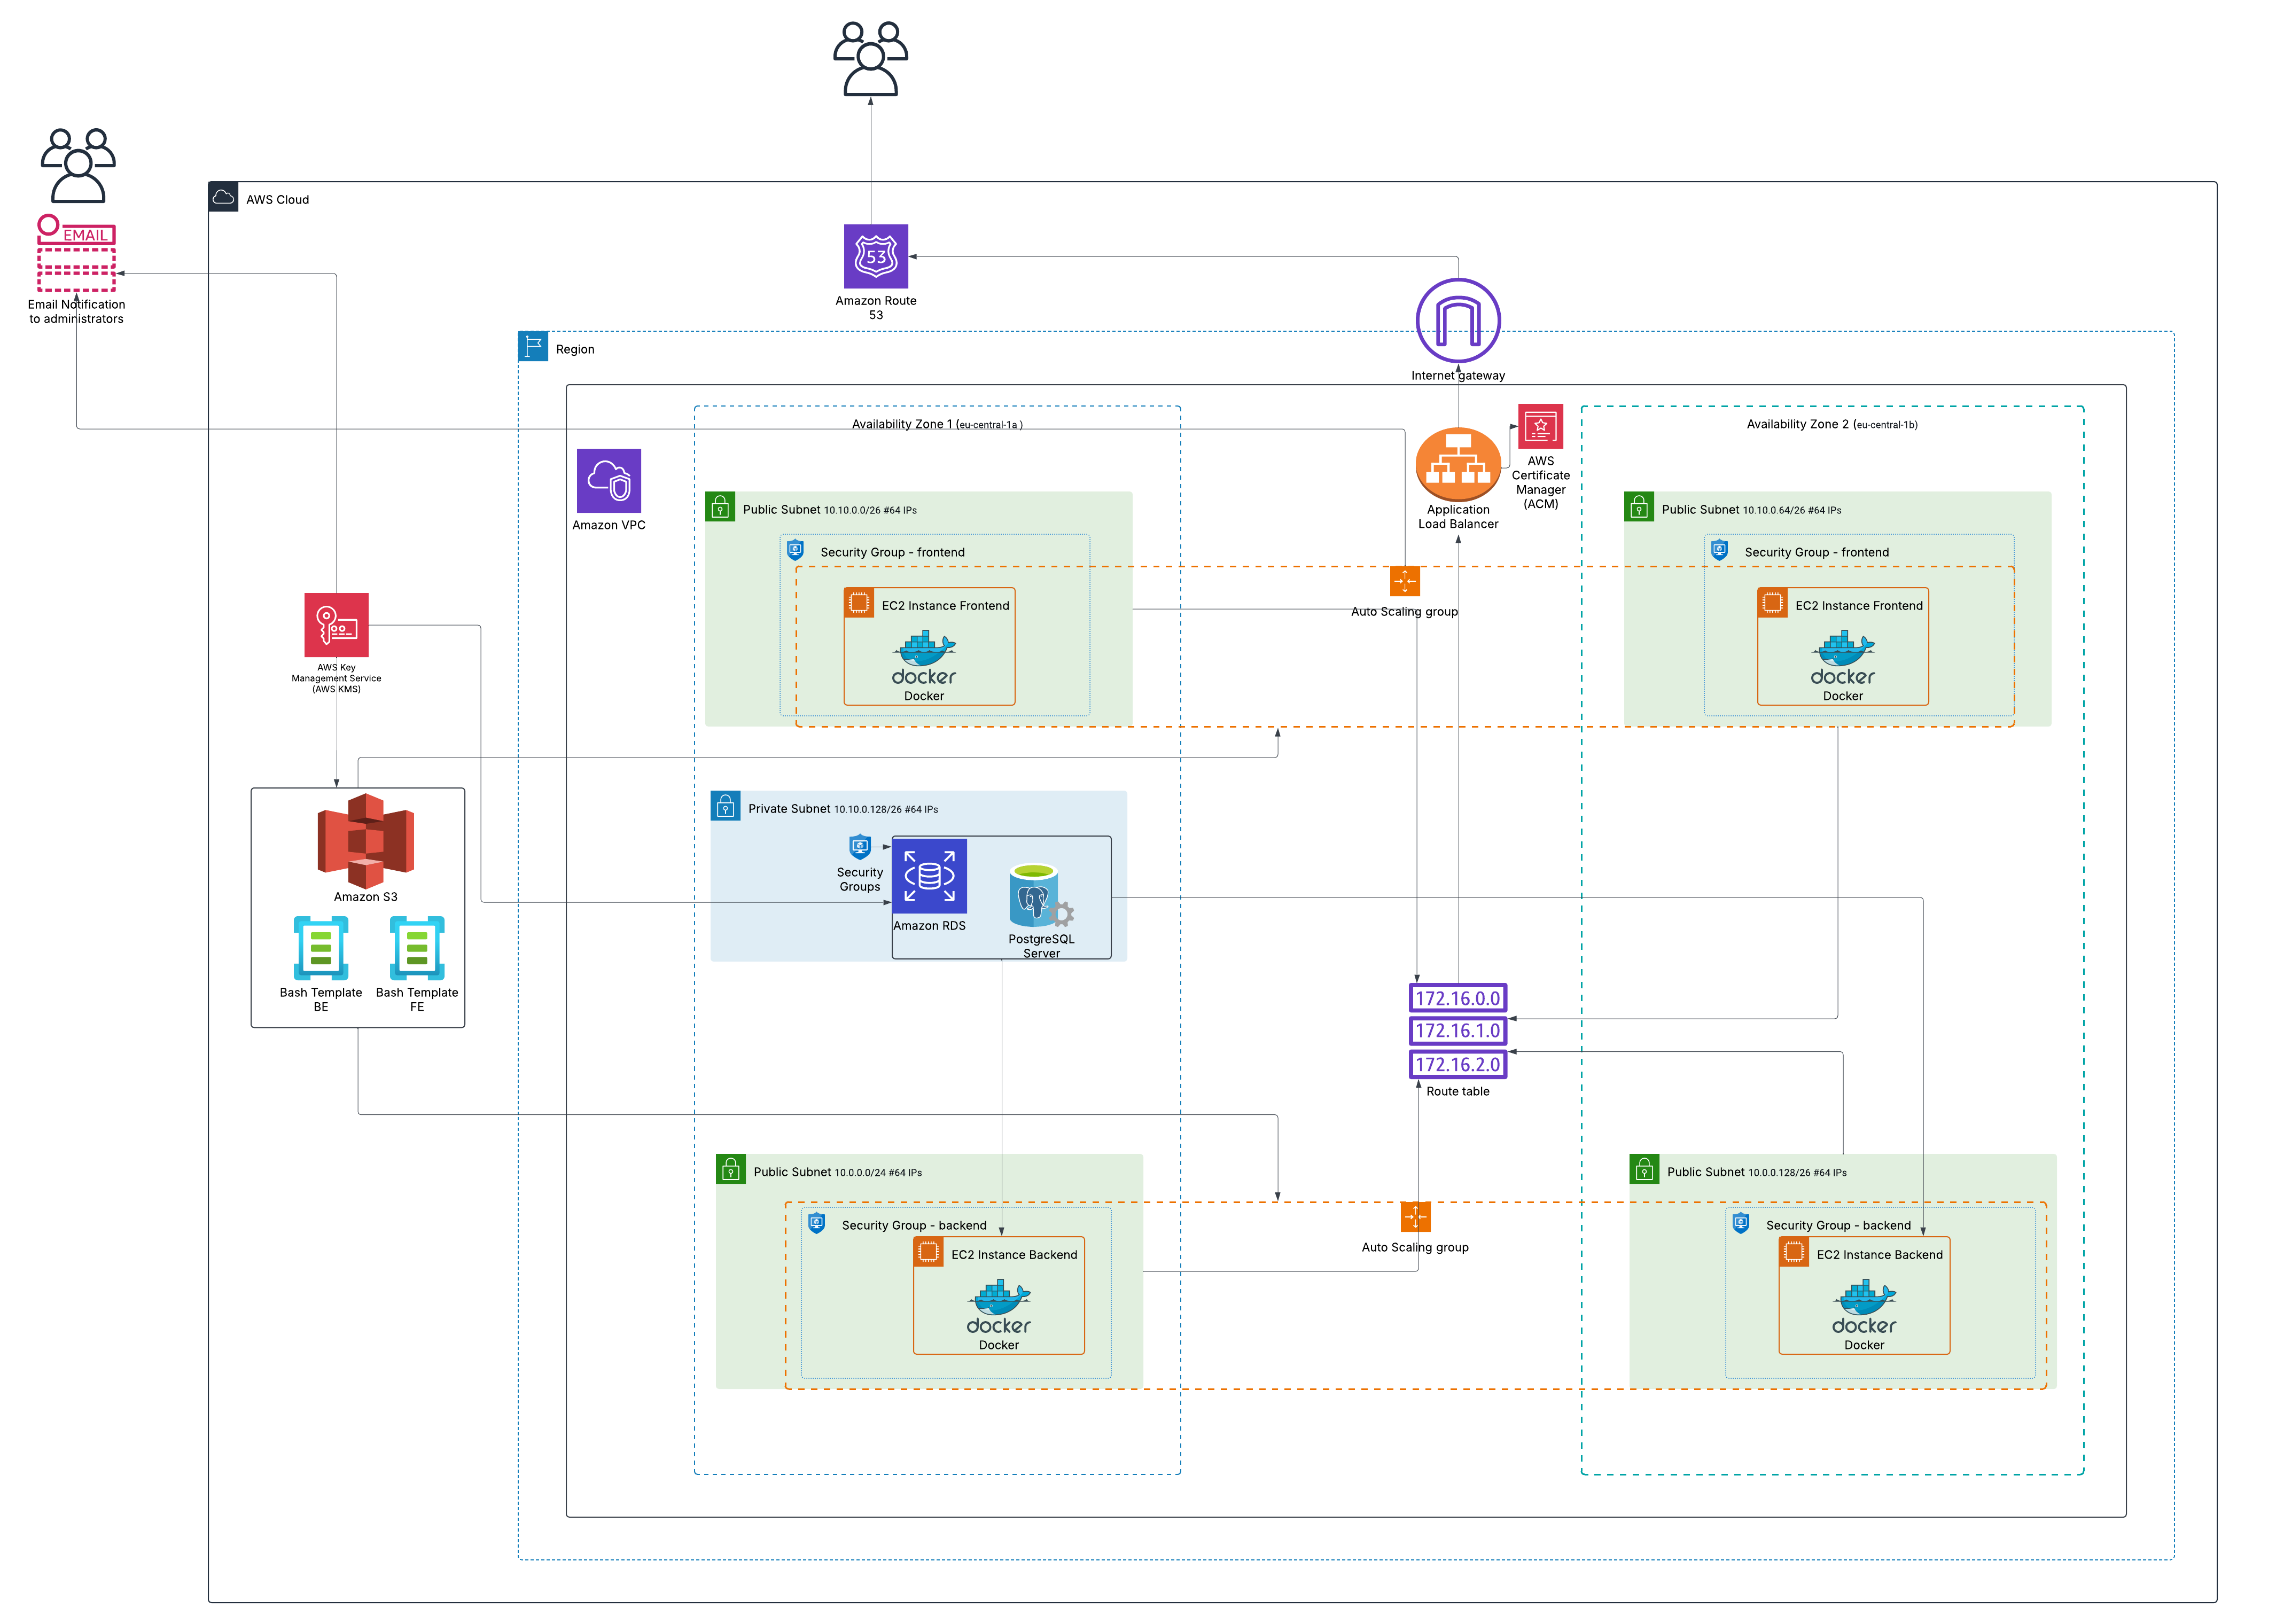 EMAIL
Email Notification
to administrators
AWS Cloud
53
Amazon Route
53
Region
Internet gateway
Amazon VPC
Availability Zone 1 (eu-central-1a )
Availability Zone 2 (eu-central-1b)
Application
Load Balancer
AWS
Certificate
Manager
(ACM)
Public Subnet 10.10.0.0/26 #64 IPs
Security Group - frontend
EC2 Instance Frontend
docker
Docker
Auto Scaling group
Public Subnet 10.10.0.64/26 #64 IPs
Security Group - frontend
EC2 Instance Frontend
docker
Docker
AWS Key
Management Service
(AWS KMS)
Amazon S3
Bash Template
BE
Bash Template
FE
Private Subnet 10.10.0.128/26 #64 IPs
Security
Groups
Amazon RDS
PostgreSQL
Server
172.16.0.0
172.16.1.0
172.16.2.0
Route table
Public Subnet 10.0.0.0/24 #64 IPs
Security Group - backend
EC2 Instance Backend
docker
Docker
Auto Scaling group
Public Subnet 10.0.0.128/26 #64 IPs
Security Group - backend
EC2 Instance Backend
docker
Docker